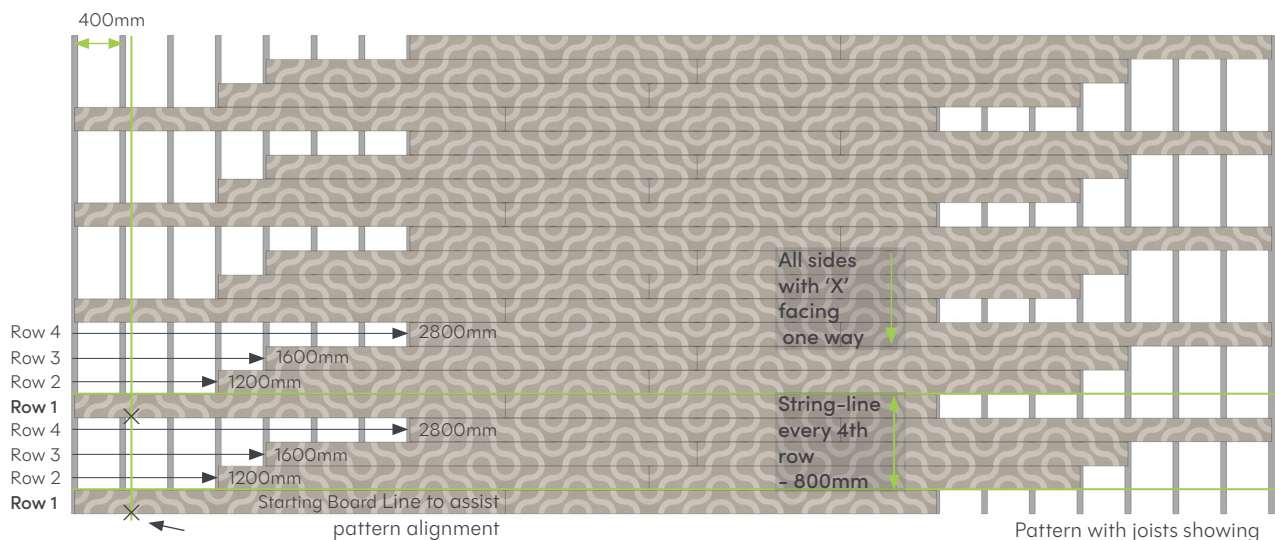 400mm
All sides
with ‘X’
facing
one way
Row 4
2800mm
Row 3
1600mm
Row 2
1200mm
Row 1
String-line
every 4th
row
- 800mm
Row 4
2800mm
Row 3
1600mm
Row 2
1200mm
Row 1
Starting Board Line to assist
pattern alignment
Pattern with joists showing